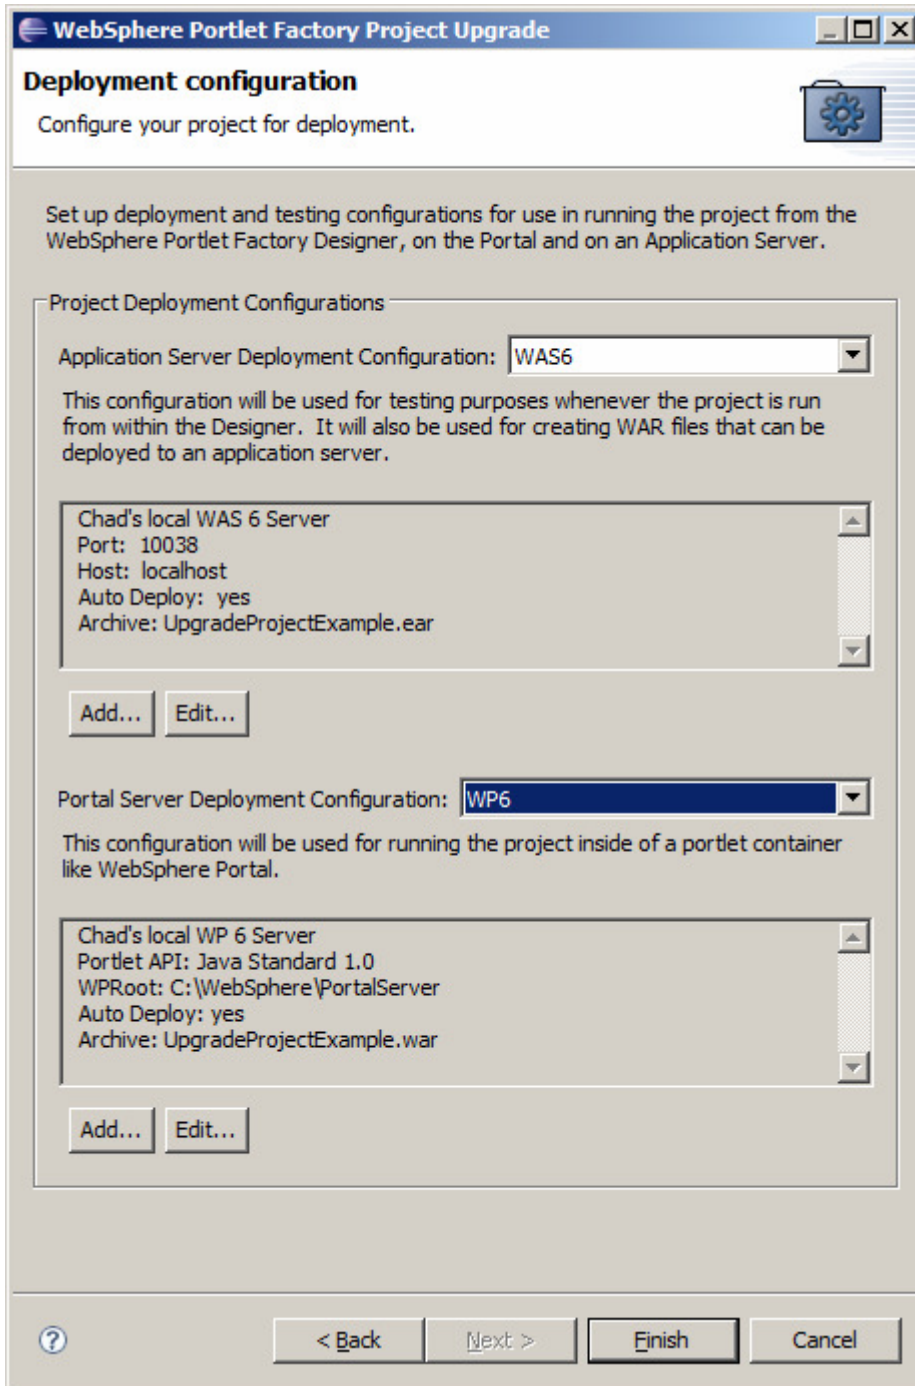 WebSphere Portlet Factory Project Upgrade
Deployment configuration
Configure your project for deployment.
Set up deployment and testing configurations for use in running the project from the
WebSphere Portlet Factory Designer, on the Portal and on an Application Server.
Project Deployment Configurations
Application Server Deployment Configuration: WAS6
This configuration will be used for testing purposes whenever the project is run
from within the Designer.  It will also be used for creating WAR files that can be
deployed to an application server.
Chad's local WAS 6 Server
Port:  10038
Host:  localhost
Auto Deploy:  yes
Archive: UpgradeProjectExample.ear
Add... Edit...
Portal Server Deployment Configuration: WP6
This configuration will be used for running the project inside of a portlet container
like WebSphere Portal.
Chad's local WP 6 Server
Portlet API: Java Standard 1.0
WPRoot: C:\WebSphere\PortalServer
Auto Deploy: yes
Archive: UpgradeProjectExample.war
Add... Edit...
? < Back Next > Finish Cancel